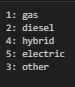 1: gas
2: diesel
4: hybrid
5: electric
3: other